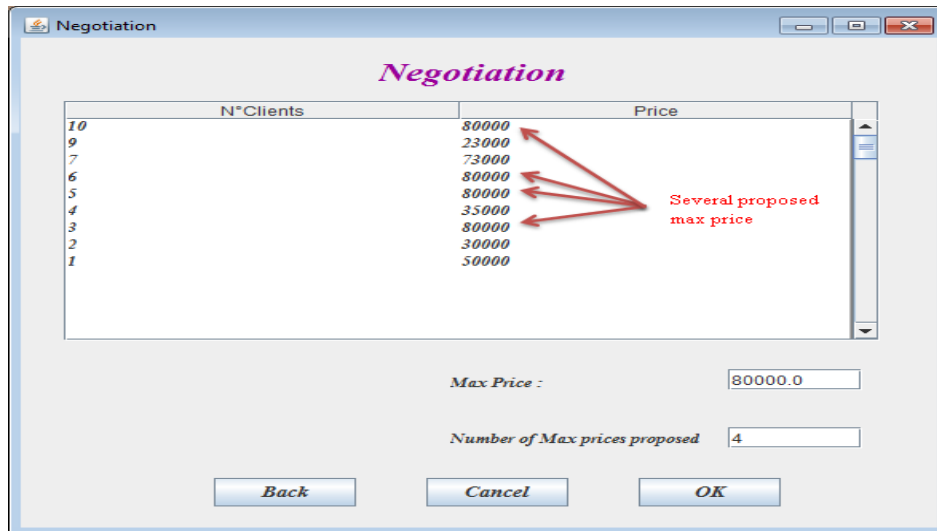 Negotiation
Negotiation
N°Clients Price
10 80000
9 23000
7 73000
6 80000
5 80000
4 35000
3 80000
2 30000
1 50000
Several proposed
max price
Max Price : 80000.0
Number of Max prices proposed 4
Back Cancel OK